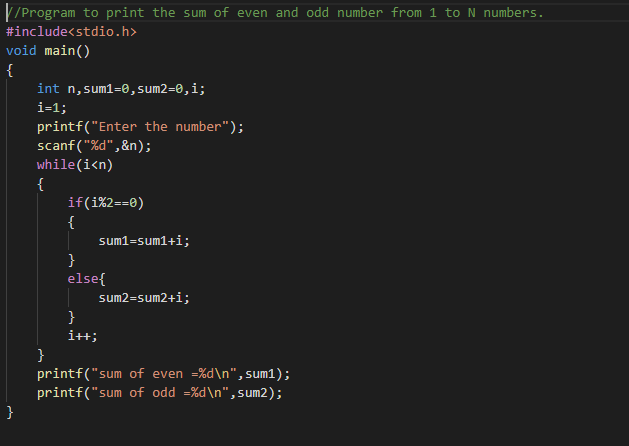 //Program to print the sum of even and odd number from 1 to N numbers.
#include<stdio.h>
void main()
{
    int n,sum1=0,sum2=0,i;
    i=1;
    printf("Enter the number");
    scanf("%d",&n);
    while(i<n)
    {
        if(i%2==0)
        {
            sum1=sum1+i;
        }
        else{
            sum2=sum2+i;
        }
        i++;
    }
    printf("sum of even =%d\n",sum1);
    printf("sum of odd =%d\n",sum2);
}